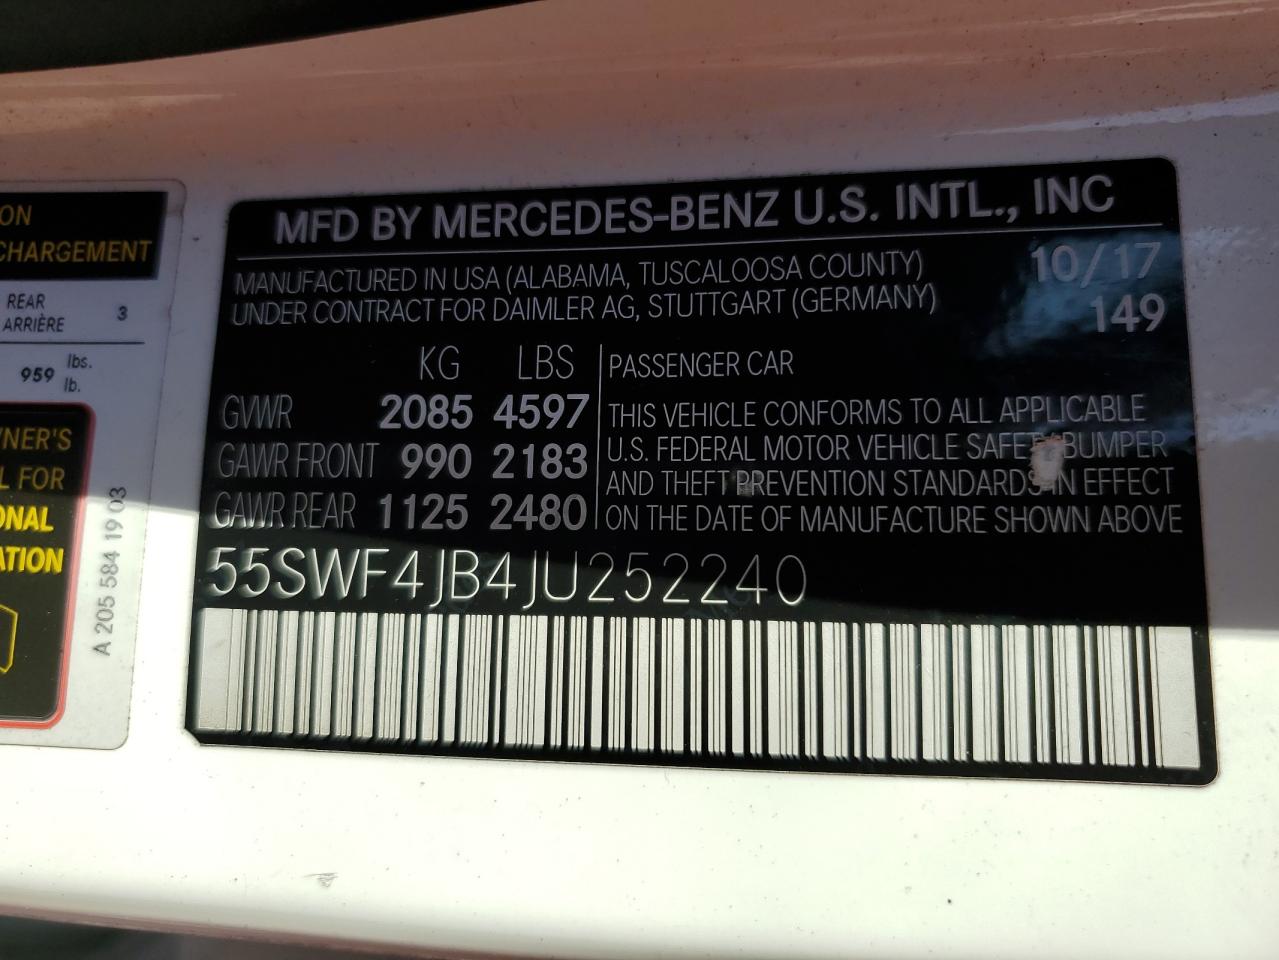 ON
CHARGEMENT
REAR
ARRIÈRE
3
959 lbs.
lb.
WNER'S
L FOR
ONAL
ATION
A 205 584 19 03
MFD BY MERCEDES-BENZ U.S. INTL., INC
MANUFACTURED IN USA (ALABAMA, TUSCALOOSA COUNTY) 10/17
UNDER CONTRACT FOR DAIMLER AG, STUTTGART (GERMANY) 149
KG LBS
GVWR 2085 4597
GAWR FRONT 990 2183
GAWR REAR 1125 2480
PASSENGER CAR
THIS VEHICLE CONFORMS TO ALL APPLICABLE
U.S. FEDERAL MOTOR VEHICLE SAFETY BUMPER
AND THEFT PREVENTION STANDARDS IN EFFECT
ON THE DATE OF MANUFACTURE SHOWN ABOVE
55SWF4JB4JU252240